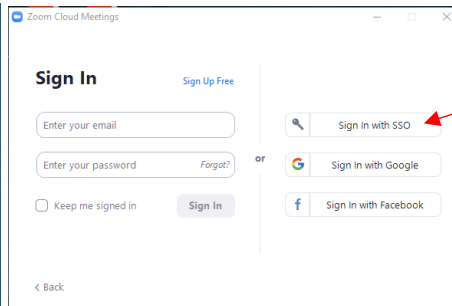 Zoom Cloud Meetings
Sign In
Sign Up Free
Enter your email
Enter your password
Forgot?
Keep me signed in
Sign In
or
Sign In with SSO
Sign In with Google
Sign In with Facebook
< Back